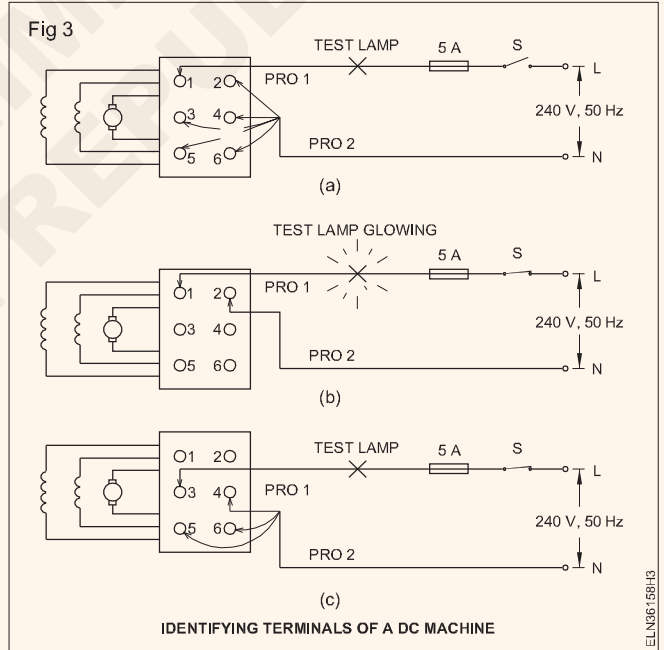 Fig 3
TEST LAMP 5 A S
PRO 1 L
1 2
3 4
240 V, 50 Hz
5 6
PRO 2 N
(a)
TEST LAMP GLOWING
5 A S
PRO 1 L
1 2
3 4
240 V, 50 Hz
5 6
PRO 2 N
(b)
TEST LAMP 5 A S
1 2 L
PRO 1
3 4
240 V, 50 Hz
5 6
PRO 2 N
(c)
IDENTIFYING TERMINALS OF A DC MACHINE
ELN36158H3